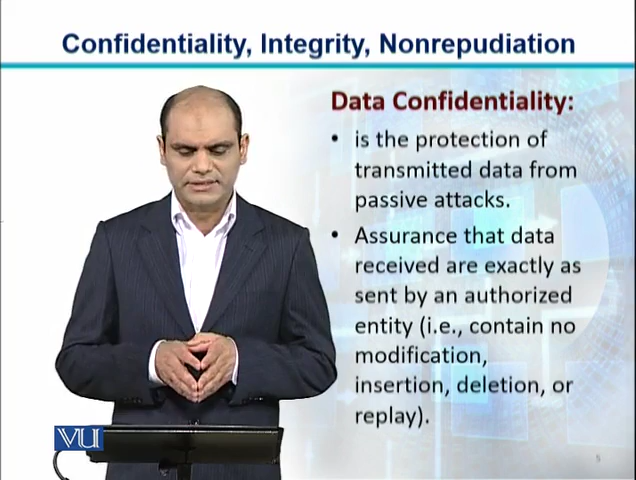 Confidentiality, Integrity, Nonrepudiation
Data Confidentiality:
• is the protection of
transmitted data from
passive attacks.
• Assurance that data
received are exactly as
sent by an authorized
entity (i.e., contain no
modification,
insertion, deletion, or
replay).
VU
5